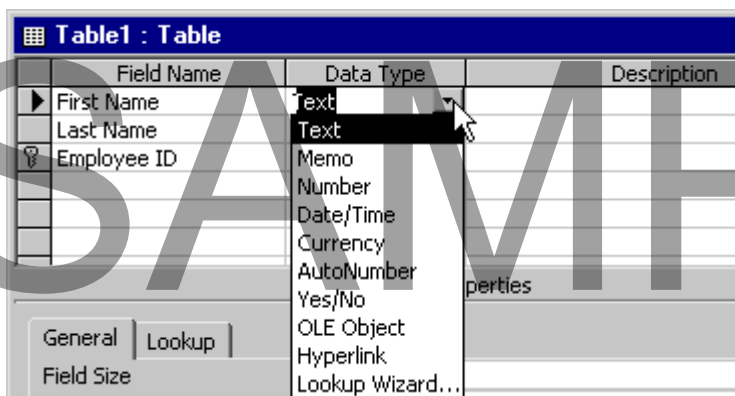 Table1 : Table
Field Name Data Type Description
First Name Text
Last Name Text
Employee ID Memo
Number
Date/Time
Currency
AutoNumber
perties
Yes/No
General Lookup OLE Object
Hyperlink
Field Size Lookup Wizard...
SAM